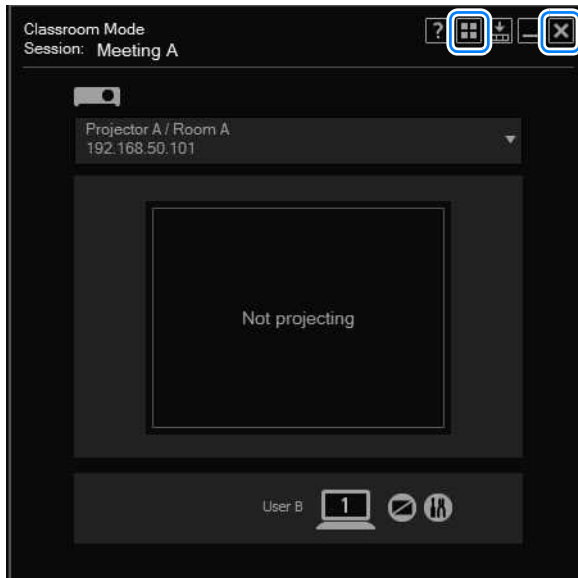 Classroom Mode
Session: Meeting A
?
Projector A / Room A
192.168.50.101
Not projecting
User B 1